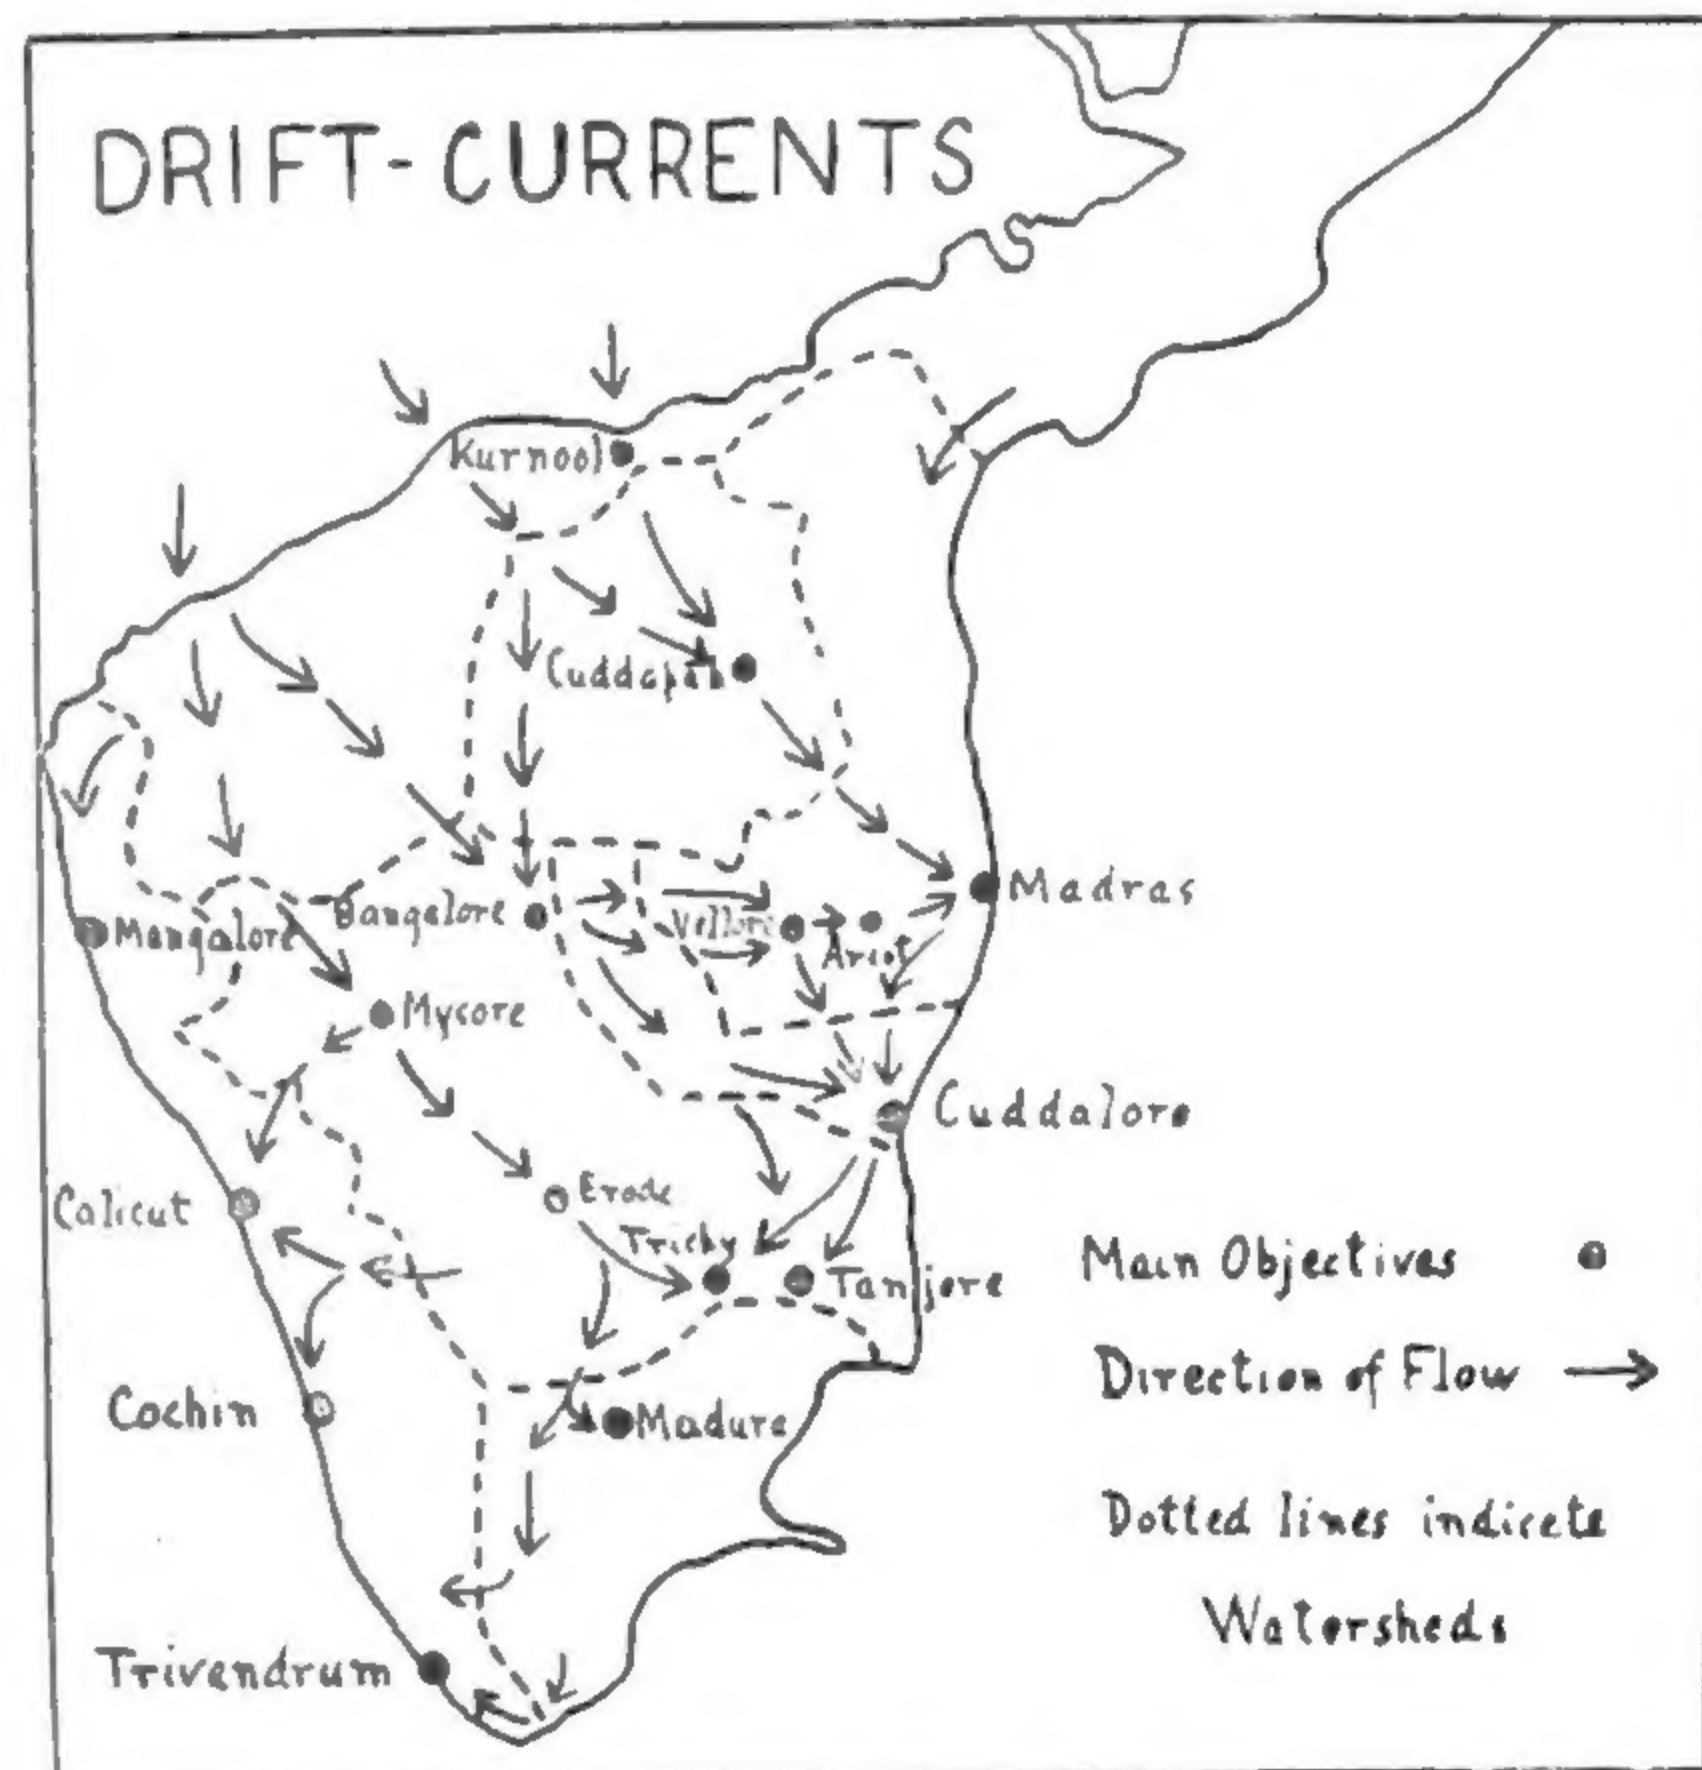 DRIFT-CURRENTS
Kurnool
Cuddapah
Madras
Mangalore
Bangalore
Vellore
Arcot
Mysore
Cuddalore
Calicut
Erode
Trichy
Tanjore
Main Objectives
Direction of Flow
Cochin
Madura
Dotted lines indicate
Watersheds
Trivandrum